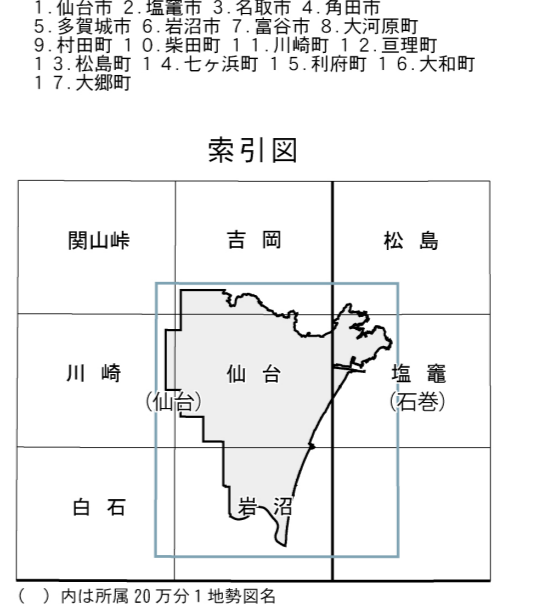 1.仙台市 2.塩竈市 3.名取市 4.角田市
5.多賀城市 6.岩沼市 7.富谷市 8.大河原町
9.村田町 10.柴田町 11.川崎町 12.亘理町
13.松島町 14.七ヶ浜町 15.利府町 16.大和町
17.大郷町
索引図
関山峠 吉岡 松島
川崎 仙台 塩竈
(仙台) (石巻)
白石 岩沼
( )内は所属20万分1地勢図名